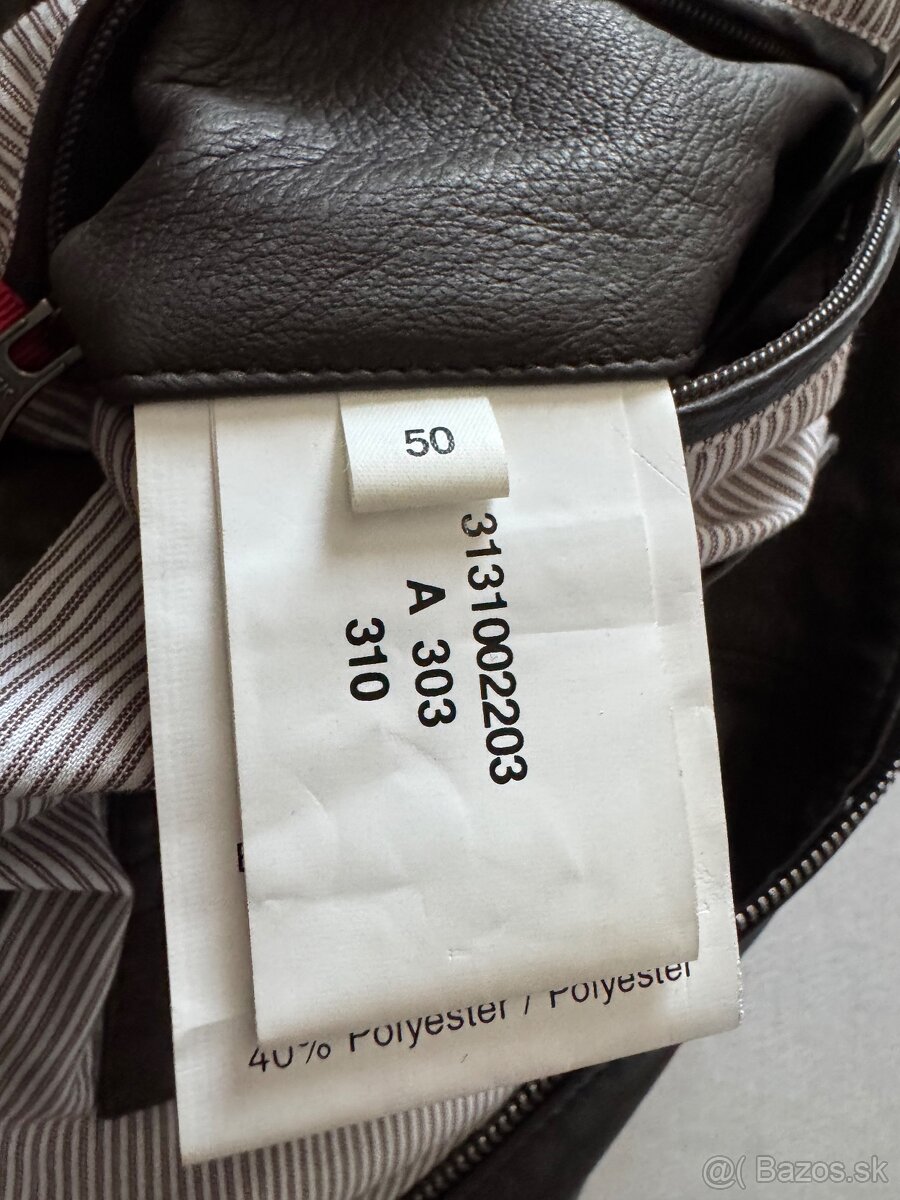 50
3131002203
A 303
310
40% Polyester / Polyester
@( Bazos.sk